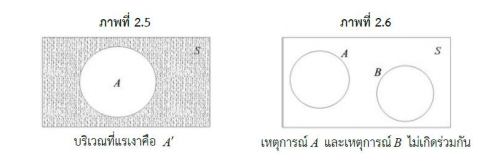 ภาพที่ 2.5
S
A
บริเวณที่แรเงาคือ A′
ภาพที่ 2.6
A
S
B
เหตุการณ์ A และเหตุการณ์ B ไม่เกิดร่วมกัน